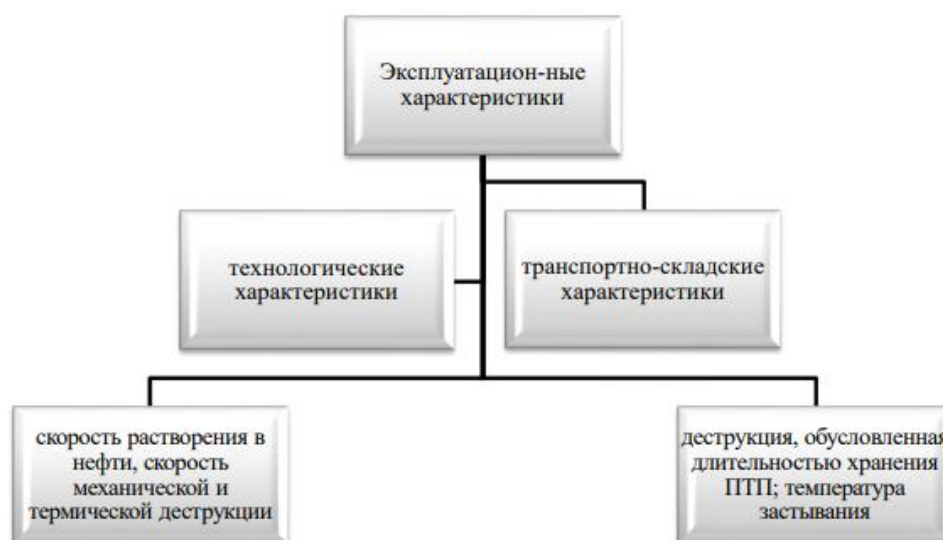 Эксплуатацион-ные
характеристики
технологические
характеристики
транспортно-складские
характеристики
скорость растворения в
нефти, скорость
механической и
термической деструкции
деструкция, обусловленная
длительностью хранения
ПТП; температура
застывания